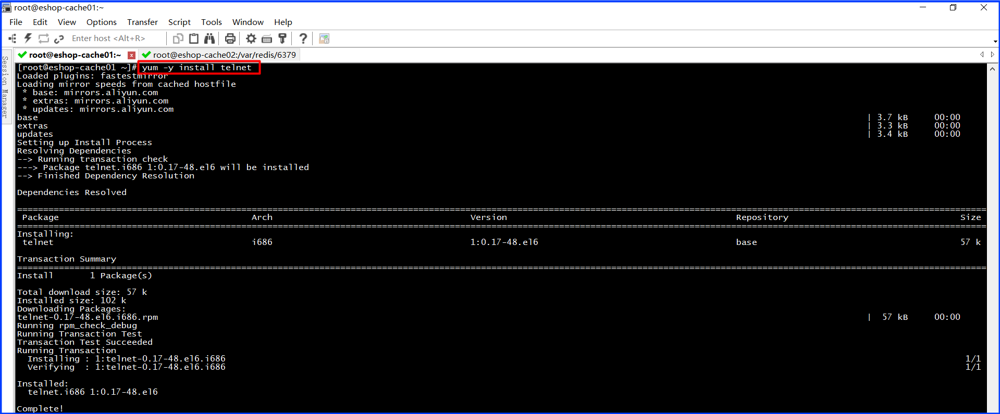 root@eshop-cache01:~
File Edit View Options Transfer Script Tools Window Help
Enter host <Alt+R>
Session Manager
root@eshop-cache01:~ root@eshop-cache02:/var/redis/6379
[root@eshop-cache01 ~]# yum -y install telnet
Loaded plugins: fastestmirror
Loading mirror speeds from cached hostfile
 * base: mirrors.aliyun.com
 * extras: mirrors.aliyun.com
 * updates: mirrors.aliyun.com
base | 3.7 kB 00:00
extras | 3.3 kB 00:00
updates | 3.4 kB 00:00
Setting up Install Process
Resolving Dependencies
--> Running transaction check
---> Package telnet.i686 1:0.17-48.el6 will be installed
--> Finished Dependency Resolution
Dependencies Resolved
================================================================================
 Package Arch Version Repository Size
================================================================================
Installing:
 telnet i686 1:0.17-48.el6 base 57 k
Transaction Summary
================================================================================
Install 1 Package(s)
Total download size: 57 k
Installed size: 102 k
Downloading Packages:
telnet-0.17-48.el6.i686.rpm | 57 kB 00:00
Running rpm_check_debug
Running Transaction Test
Transaction Test Succeeded
Running Transaction
  Installing : 1:telnet-0.17-48.el6.i686 1/1
  Verifying  : 1:telnet-0.17-48.el6.i686 1/1
Installed:
  telnet.i686 1:0.17-48.el6
Complete!